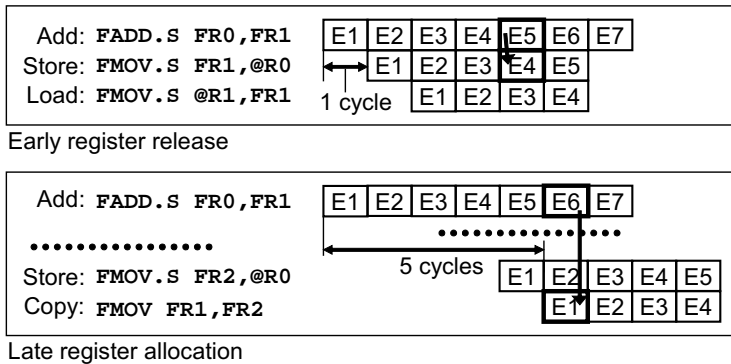 Add: FADD.S FR0,FR1 E1 E2 E3 E4 E5 E6 E7
Store: FMOV.S FR1,@R0 E1 E2 E3 E4 E5
Load: FMOV.S @R1,FR1 1 cycle E1 E2 E3 E4
Early register release
Add: FADD.S FR0,FR1 E1 E2 E3 E4 E5 E6 E7
5 cycles
Store: FMOV.S FR2,@R0 E1 E2 E3 E4 E5
Copy: FMOV FR1,FR2 E1 E2 E3 E4
Late register allocation